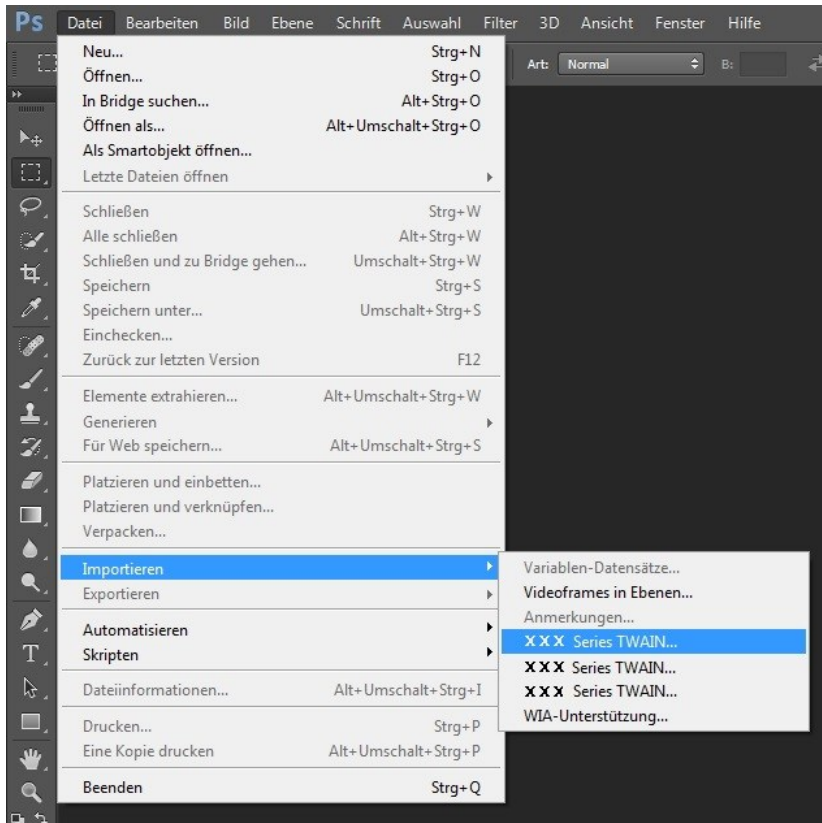 Ps Datei Bearbeiten Bild Ebene Schrift Auswahl Filter 3D Ansicht Fenster Hilfe
Art: Normal B:
Neu... Strg+N
Öffnen... Strg+O
In Bridge suchen... Alt+Strg+O
Öffnen als... Alt+Umschalt+Strg+O
Als Smartobjekt öffnen...
Letzte Dateien öffnen
Schließen Strg+W
Alle schließen Alt+Strg+W
Schließen und zu Bridge gehen... Umschalt+Strg+W
Speichern Strg+S
Speichern unter... Umschalt+Strg+S
Einchecken...
Zurück zur letzten Version F12
Elemente extrahieren... Alt+Umschalt+Strg+W
Generieren
Für Web speichern... Alt+Umschalt+Strg+S
Platzieren und einbetten...
Platzieren und verknüpfen...
Verpacken...
Importieren
Exportieren
Automatisieren
Skripten
Dateiinformationen... Alt+Umschalt+Strg+I
Drucken... Strg+P
Eine Kopie drucken Alt+Umschalt+Strg+P
Beenden Strg+Q
Variablen-Datensätze...
Videoframes in Ebenen...
Anmerkungen...
X X X Series TWAIN...
X X X Series TWAIN...
X X X Series TWAIN...
WIA-Unterstützung...